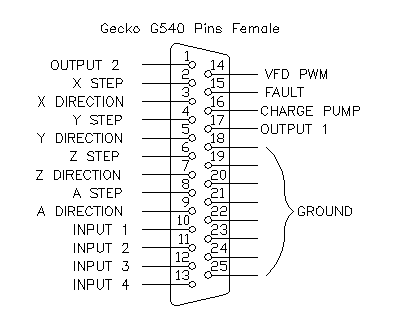 Gecko G540 Pins Female
OUTPUT 2 1
X STEP 2
X DIRECTION 3
Y STEP 4
Y DIRECTION 5
Z STEP 6
Z DIRECTION 7
A STEP 8
A DIRECTION 9
INPUT 1 10
INPUT 2 11
INPUT 3 12
INPUT 4 13
14 VFD PWM
15 FAULT
16 CHARGE PUMP
17 OUTPUT 1
18
19
20
21
22 GROUND
23
24
25